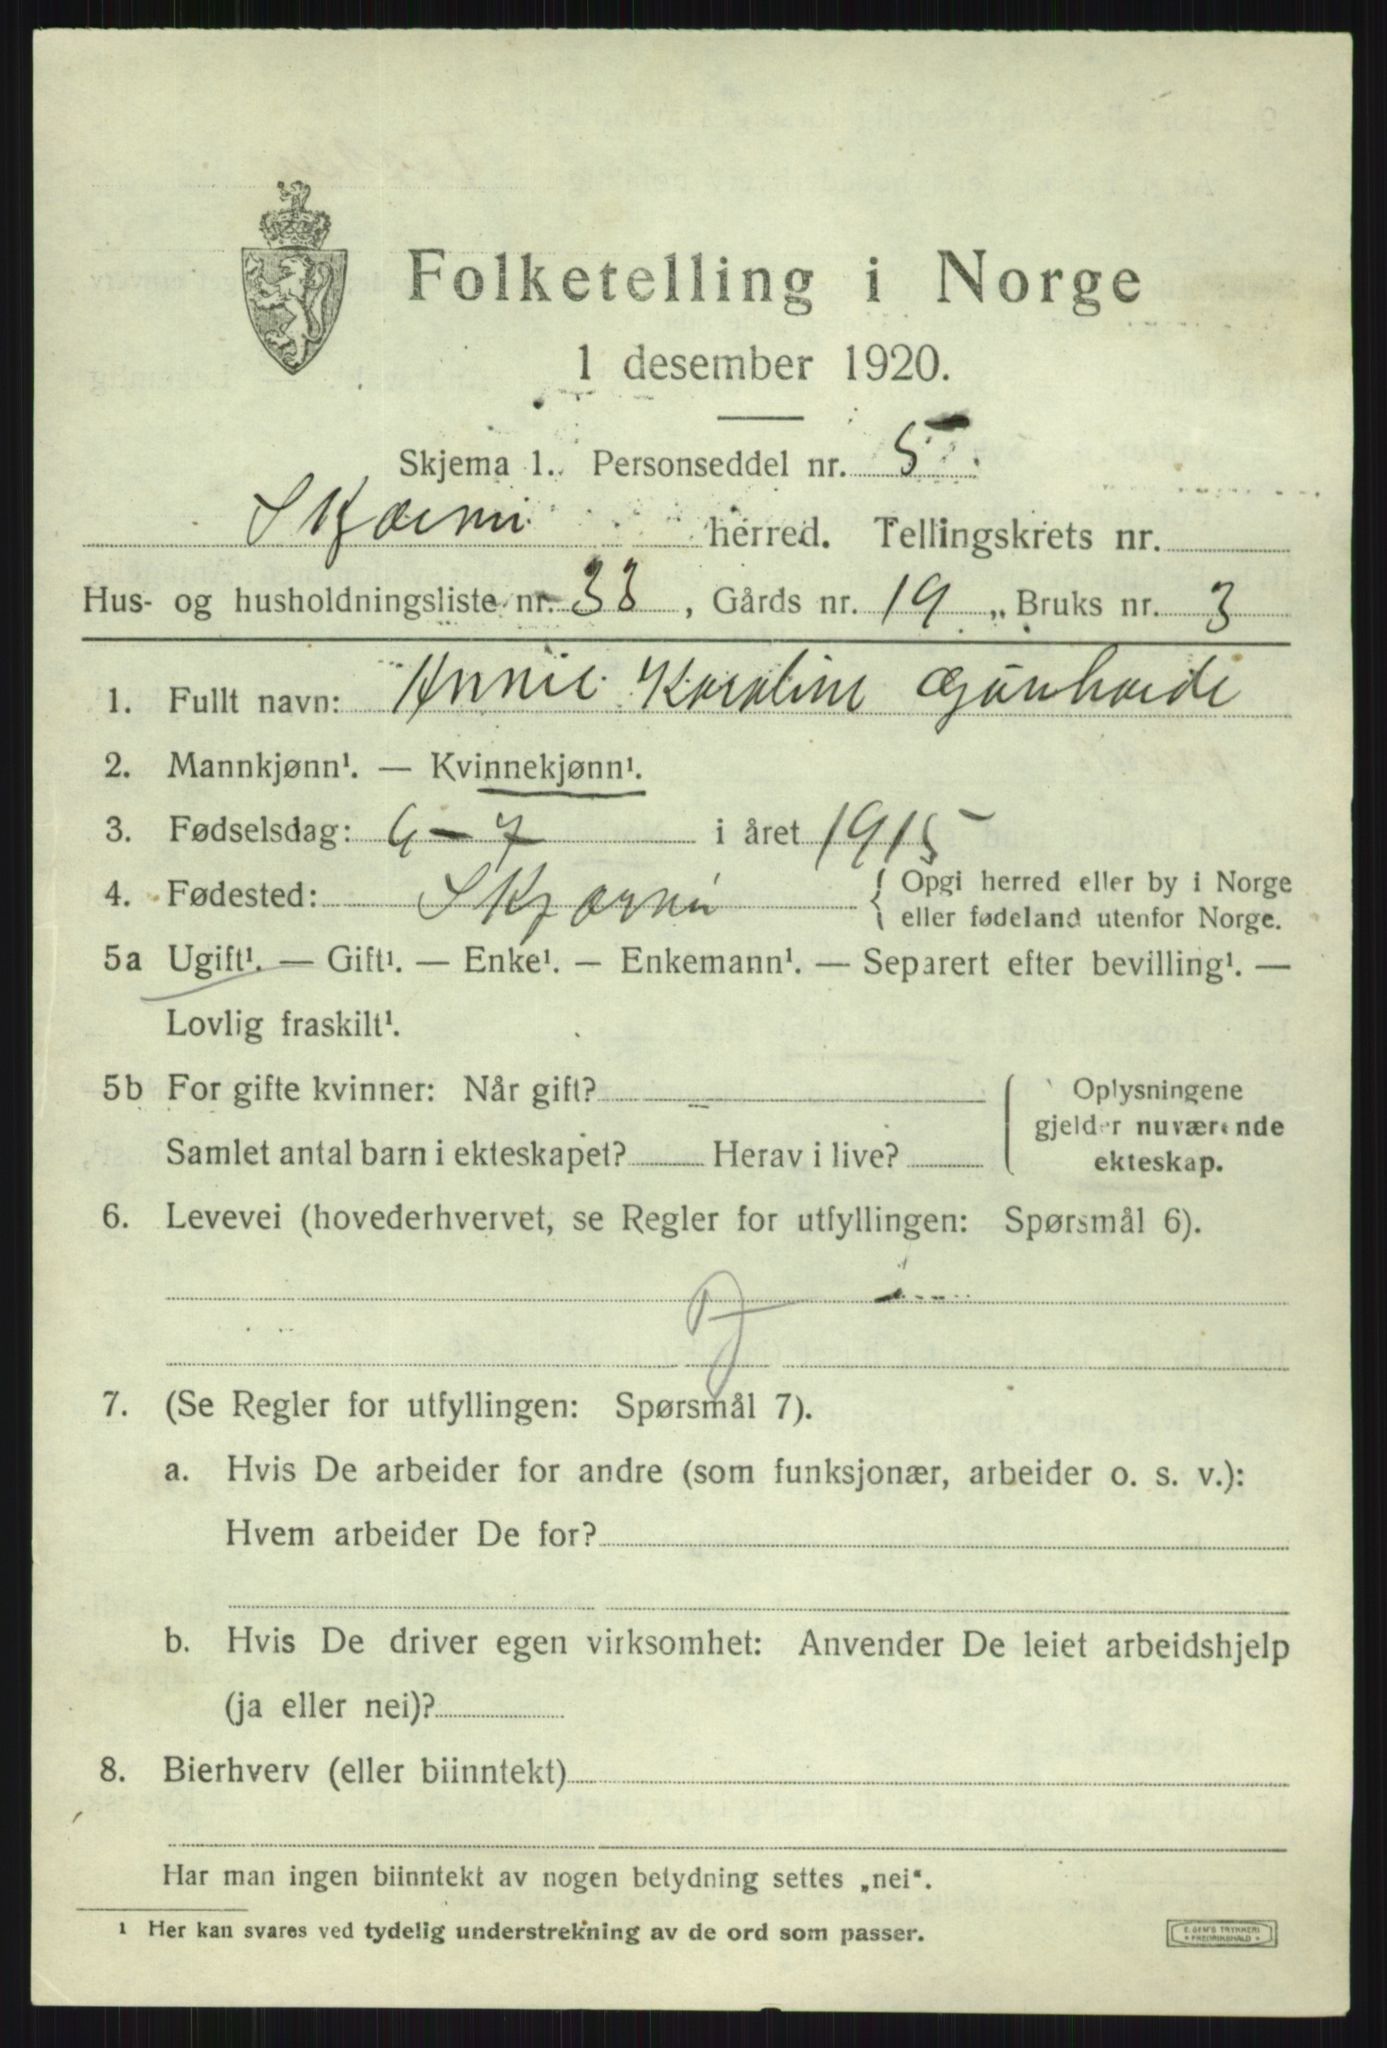 Folketelling i Norge
1 desember 1920.
Skjema 1. Personseddel nr. 5
Skjærnø herred. Tellingskrets nr.
Hus- og husholdningsliste nr. 33, Gårds nr. 19 „ Bruks nr. 3
1. Fullt navn: Annie Karoline
2. Mannkjønn¹. — Kvinnekjønn¹.
3. Fødselsdag: 6-7 i året 1915
4. Fødested: { Opgi herred eller by i Norge
eller fødeland utenfor Norge.
5a Ugift¹. — Gift¹. — Enke¹. — Enkemann¹. — Separert efter bevilling¹. —
Lovlig fraskilt¹.
5b For gifte kvinner: Når gift? Oplysningene
gjelder nuværende
Samlet antal barn i ekteskapet? Herav i live? ekteskap.
6. Levevei (hovederhvervet, se Regler for utfyllingen: Spørsmål 6).
7. (Se Regler for utfyllingen: Spørsmål 7).
a. Hvis De arbeider for andre (som funksjonær, arbeider o. s. v.):
Hvem arbeider De for?
b. Hvis De driver egen virksomhet: Anvender De leiet arbeidshjelp
(ja eller nei)?
8. Bierhverv (eller biinntekt)
Har man ingen biinntekt av nogen betydning settes „nei“.
¹ Her kan svares ved tydelig understrekning av de ord som passer.
E. SEM'S TRYKKERI
* FREDRIKSHALD *